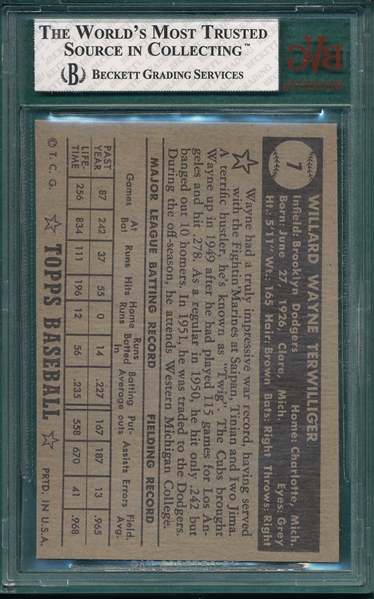 THE WORLD'S MOST TRUSTED
SOURCE IN COLLECTING™
(B) BECKETT GRADING SERVICES
BVG
7
WILLARD WAYNE TERWILLIGER
Infield: Brooklyn Dodgers Home: Charlotte, Mich.
Born: June 27, 1926, Clare, Mich. Eyes: Grey
Ht.: 5'11" Wt.: 165 Hair: Brown Bats: Right Throws: Right
Wayne had a truly impressive war record, having served
with the Fightin' Marines at Saipan, Tinian and Iwo Jima.
A terrific hustler, he's known as "Twig". The Cubs brought
Wayne up in 1949 after he had played 115 games for Los An-
geles and hit .278. As a regular in 1950, he hit only .242 but
banged out 10 homers. In 1951, he was traded to the Dodgers.
During the off-season, he attends Western Michigan College.
MAJOR LEAGUE BATTING RECORD FIELDING RECORD
Games At Bat Runs Hits Home Runs Runs Batted in Batting Average Put-outs Assists Errors Field. Avg.
PAST YEAR 87 242 37 55 0 14 .227 167 187 13 .965
LIFE-TIME 256 834 111 196 12 56 .235 558 670 41 .968
© T.C.G. TOPPS BASEBALL PRTD. IN U.S.A.